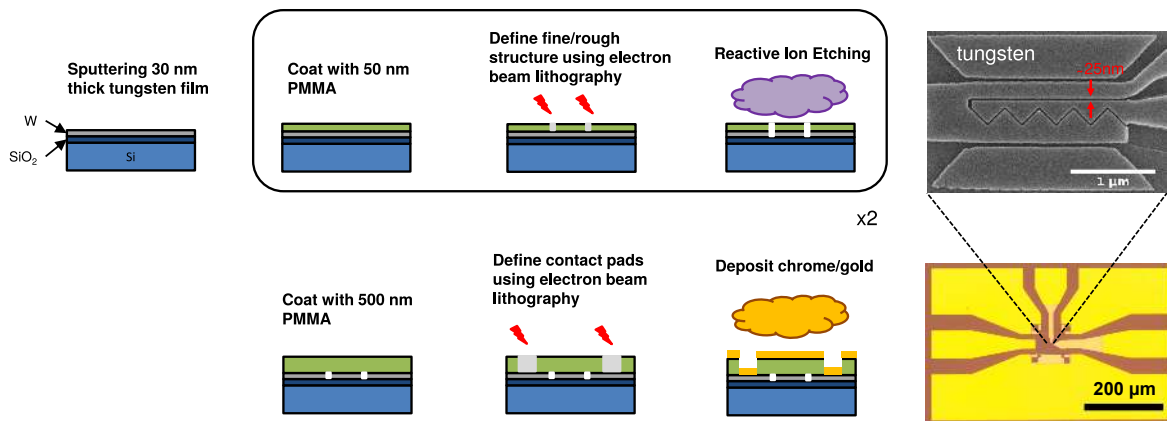 Sputtering 30 nm
thick tungsten film
W
SiO2
Si
Coat with 50 nm
PMMA
Define fine/rough
structure using electron
beam lithography
Reactive Ion Etching
x2
tungsten
~25nm
1 µm
Coat with 500 nm
PMMA
Define contact pads
using electron beam
lithography
Deposit chrome/gold
200 µm